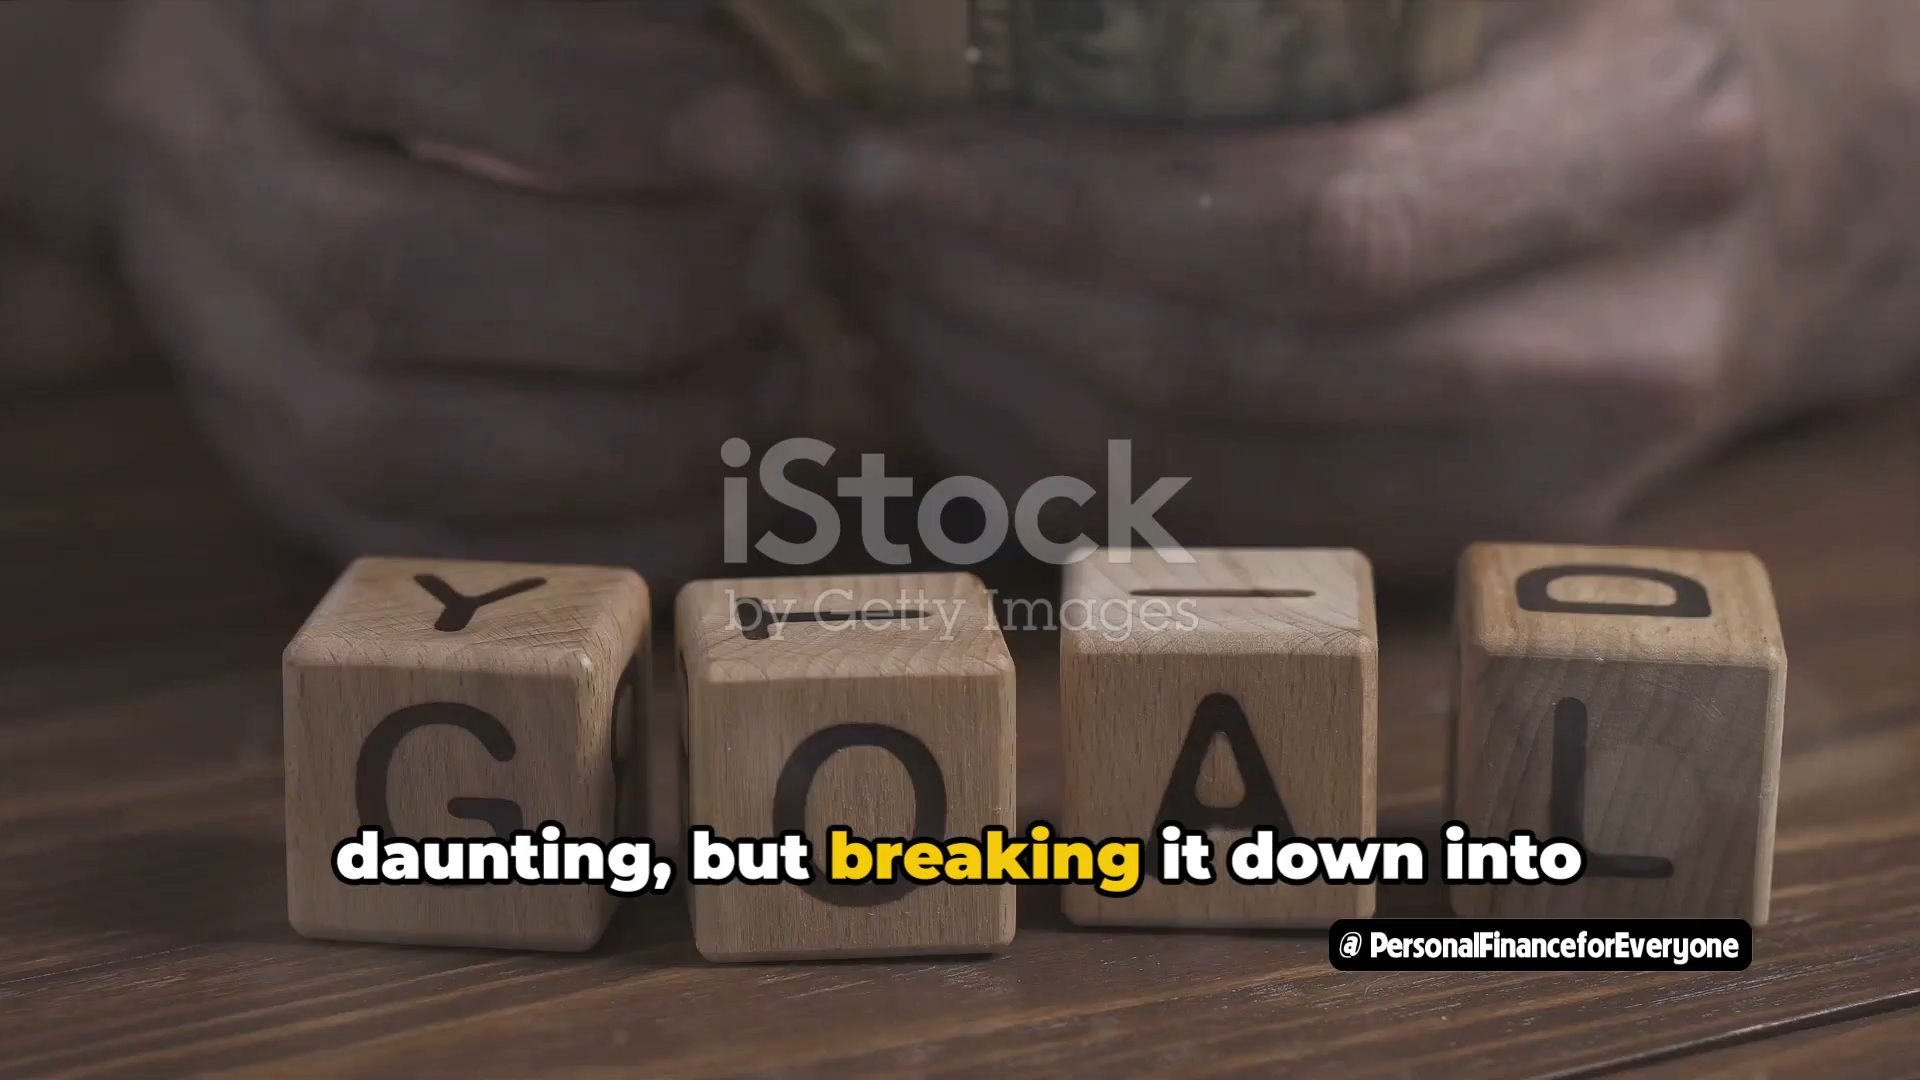 iStock
by Getty Images
Y I I D
G O A L
daunting, but breaking it down into
@ PersonalFinanceforEveryone